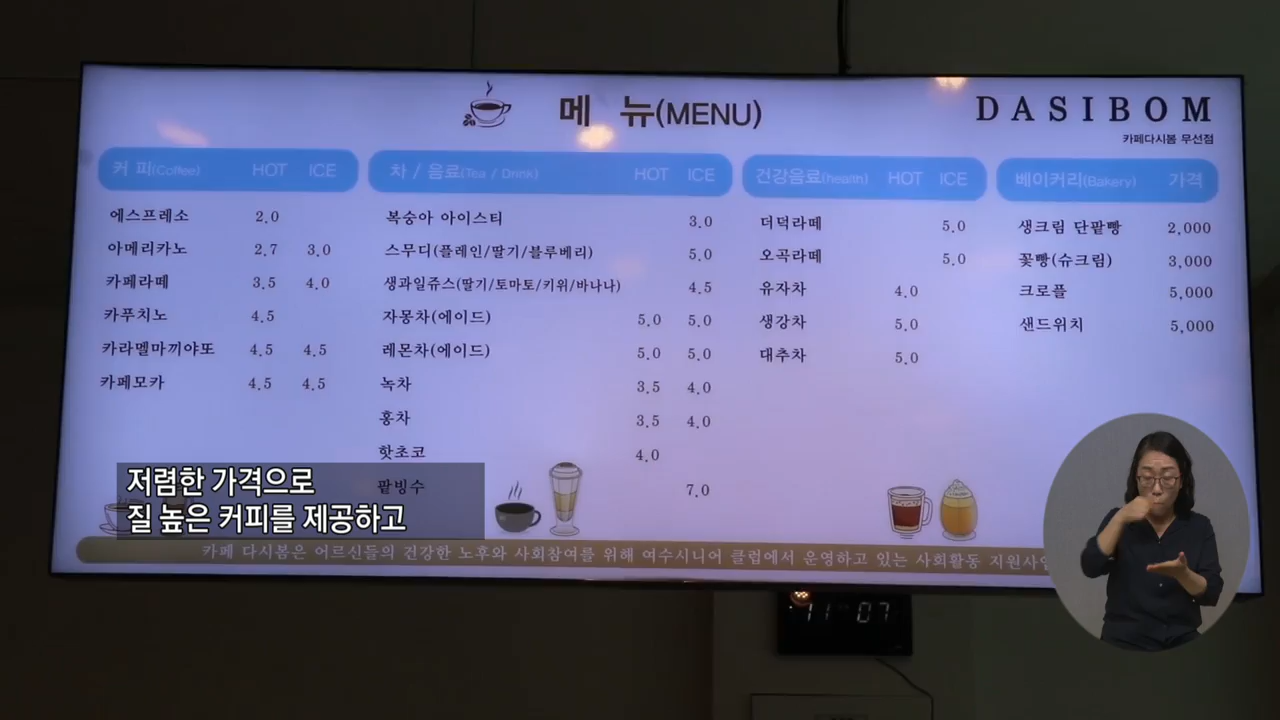 메 뉴(MENU)
DASIBOM
카페다시봄 무선점
커 피(Coffee) HOT ICE
에스프레소 2.0
아메리카노 2.7 3.0
카페라떼 3.5 4.0
카푸치노 4.5
카라멜마끼야또 4.5 4.5
카페모카 4.5 4.5
차 / 음료(Tea / Drink) HOT ICE
복숭아 아이스티 3.0
스무디(플레인/딸기/블루베리) 5.0
생과일쥬스(딸기/토마토/키위/바나나) 4.5
자몽차(에이드) 5.0 5.0
레몬차(에이드) 5.0 5.0
녹차 3.5 4.0
홍차 3.5 4.0
핫초코 4.0
팥빙수 7.0
건강음료(health) HOT ICE
더덕라떼 5.0
오곡라떼 5.0
유자차 4.0
생강차 5.0
대추차 5.0
베이커리(Bakery) 가격
생크림 단팥빵 2,000
꽃빵(슈크림) 3,000
크로플 5,000
샌드위치 5,000
저렴한 가격으로
질 높은 커피를 제공하고
카페 다시봄은 어르신들의 건강한 노후와 사회참여를 위해 여수시니어 클럽에서 운영하고 있는 사회활동 지원사업
11 07